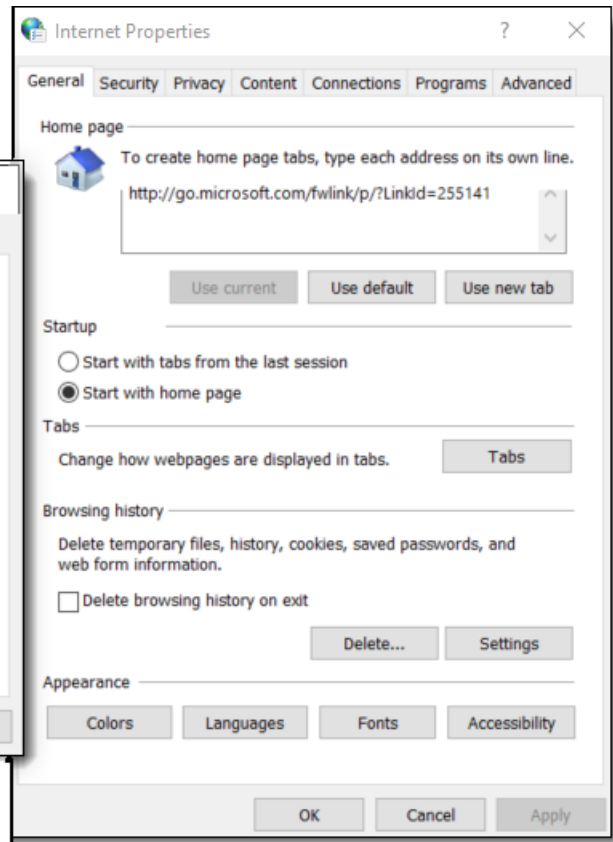 Internet Properties
General Security Privacy Content Connections Programs Advanced
Home page
To create home page tabs, type each address on its own line.
http://go.microsoft.com/fwlink/p/?LinkId=255141
Use current Use default Use new tab
Startup
Start with tabs from the last session
Start with home page
Tabs
Change how webpages are displayed in tabs. Tabs
Browsing history
Delete temporary files, history, cookies, saved passwords, and
web form information.
Delete browsing history on exit
Delete... Settings
Appearance
Colors Languages Fonts Accessibility
OK Cancel Apply